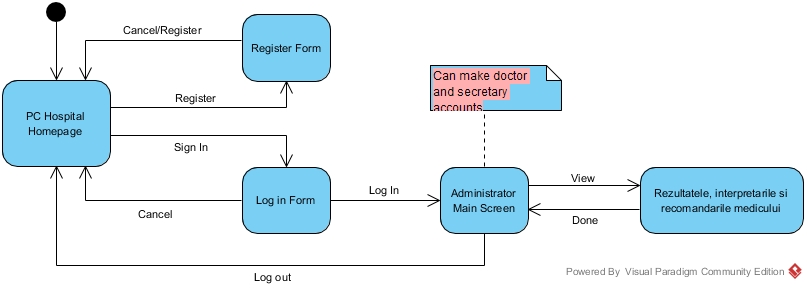 Cancel/Register
Register Form
Can make doctor
and secretary
accounts
Register
PC Hospital
Homepage
Sign In
View
Log In
Administrator
Main Screen
Rezultatele, interpretarile si
recomandarile medicului
Log in Form
Cancel
Done
Log out
Powered By Visual Paradigm Community Edition